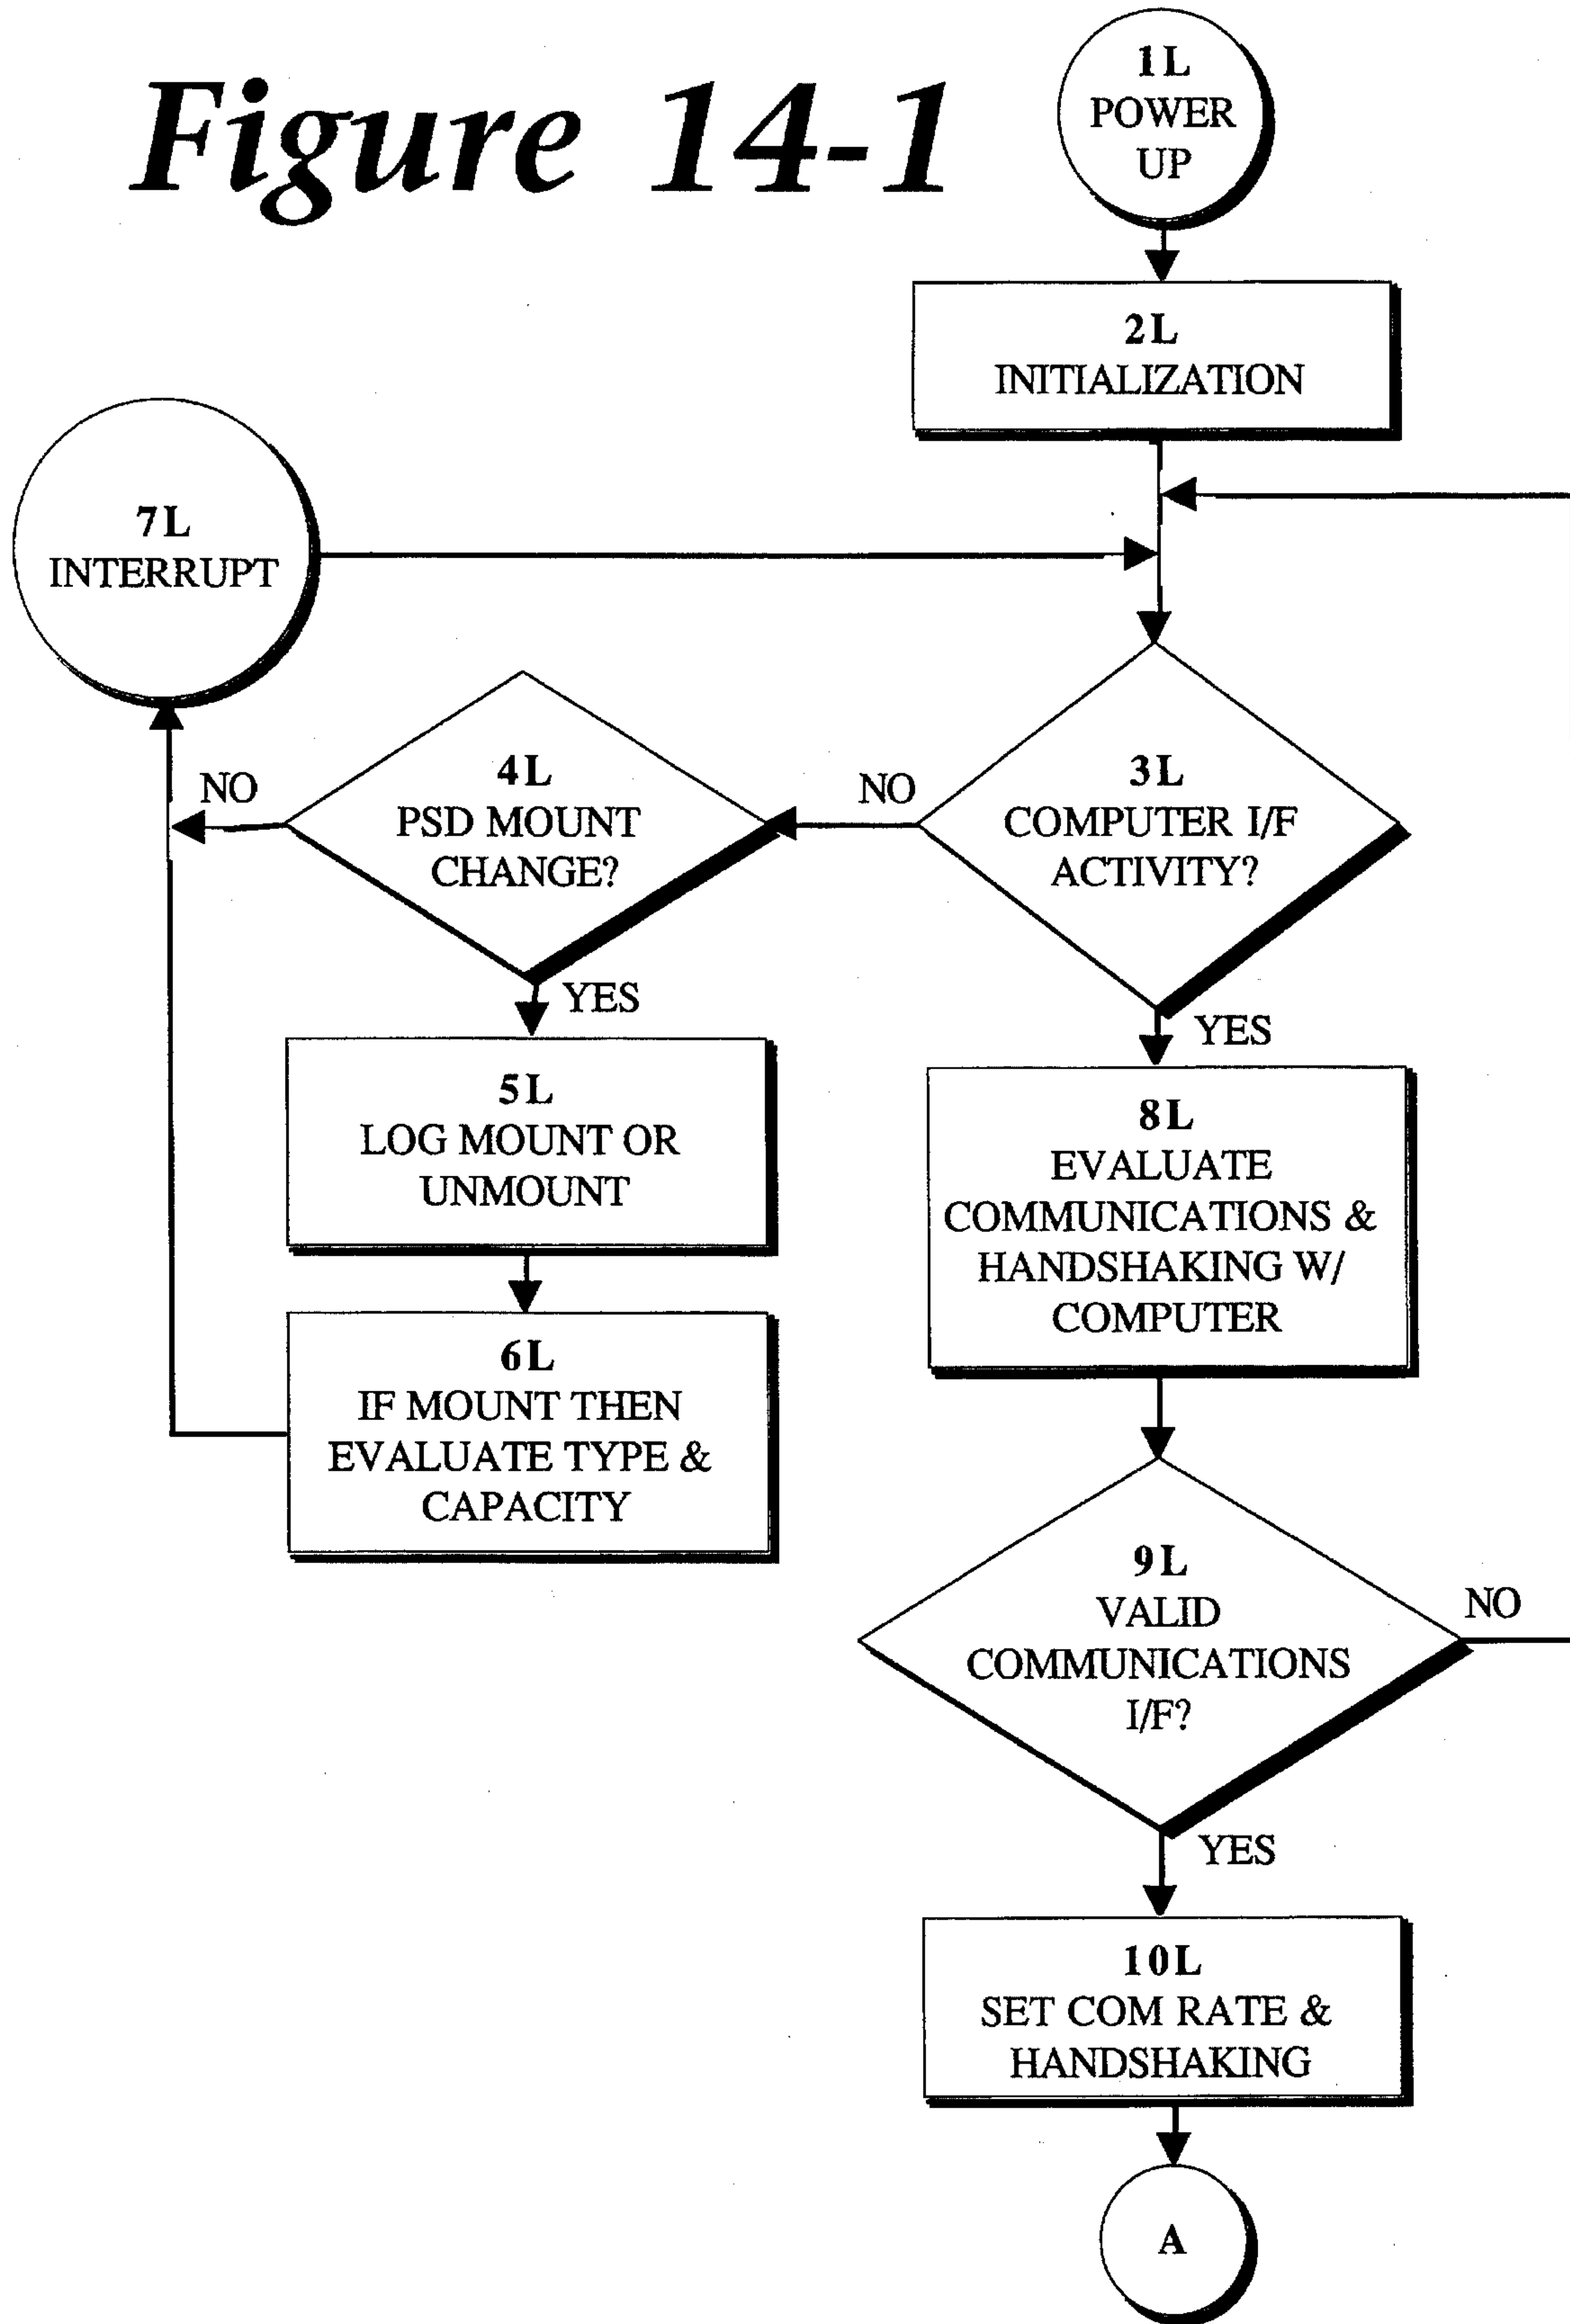 Figure 14-1
1L
POWER
UP
2L
INITIALIZATION
7L
INTERRUPT
3L
COMPUTER I/F
ACTIVITY?
NO
4L
PSD MOUNT
CHANGE?
NO
YES
5L
LOG MOUNT OR
UNMOUNT
6L
IF MOUNT THEN
EVALUATE TYPE &
CAPACITY
YES
8L
EVALUATE
COMMUNICATIONS &
HANDSHAKING W/
COMPUTER
9L
VALID
COMMUNICATIONS
I/F?
NO
YES
10L
SET COM RATE &
HANDSHAKING
A